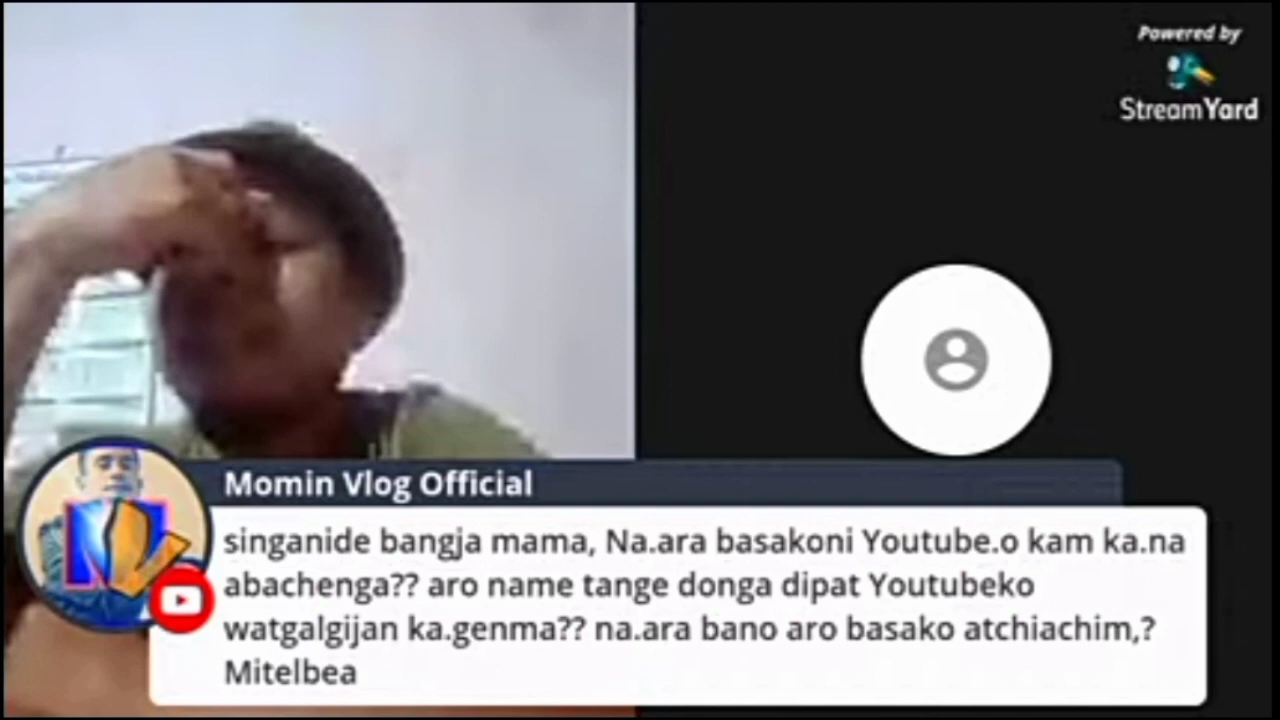 Powered by
StreamYard
Momin Vlog Official
singanide bangja mama, Na.ara basakoni Youtube.o kam ka.na
abachenga?? aro name tange donga dipat Youtubeko
watgalgijan ka.genma?? na.ara bano aro basako atchiachim,?
Mitelbea